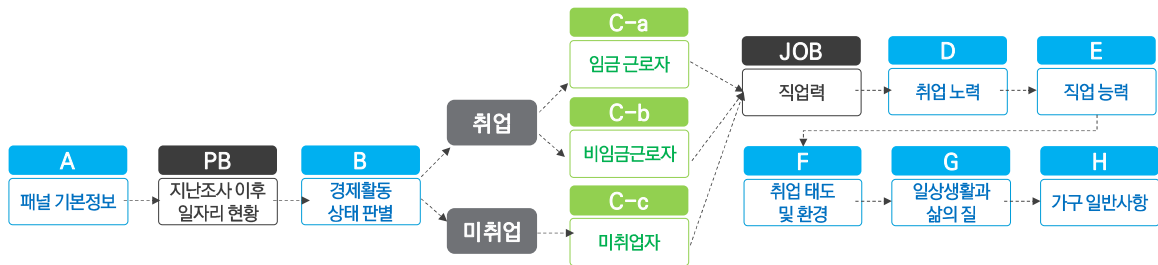 A
패널 기본정보
PB
지난조사 이후
일자리 현황
B
경제활동
상태 판별
취업
미취업
C-a
임금 근로자
C-b
비임금근로자
C-c
미취업자
JOB
직업력
D
취업 노력
E
직업 능력
F
취업 태도
및 환경
G
일상생활과
삶의 질
H
가구 일반사항